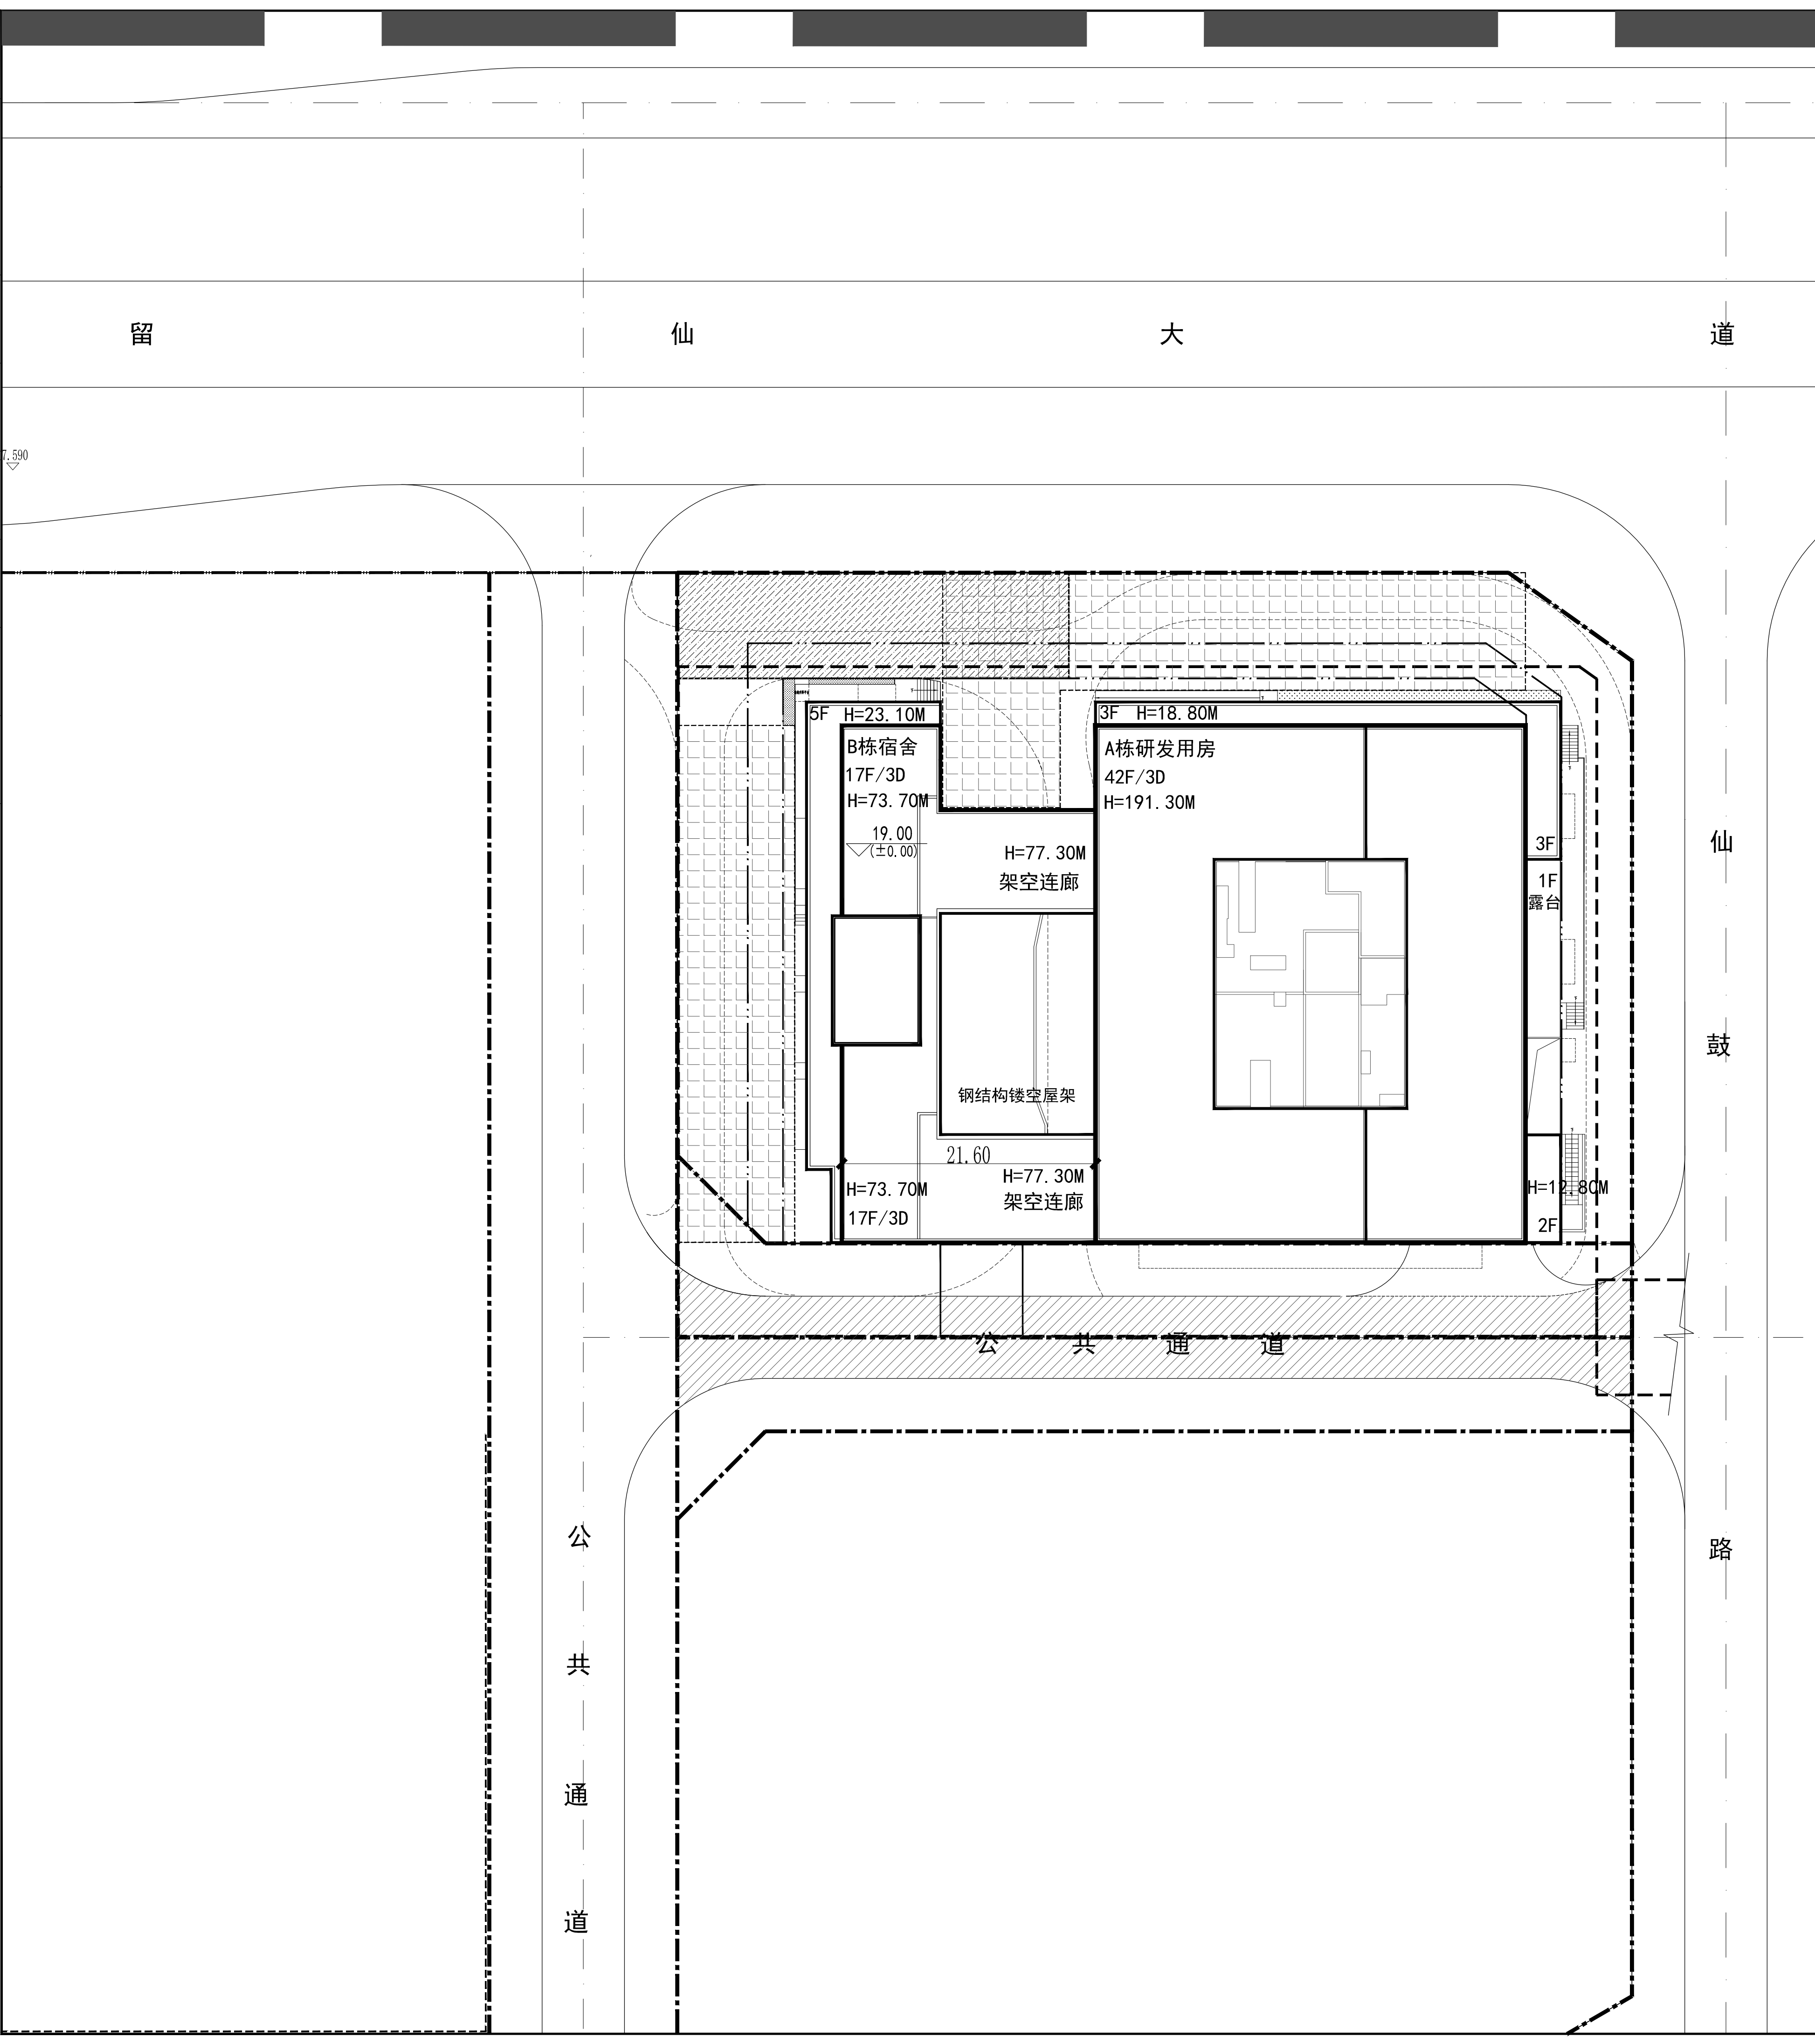 留仙大道
7.590
5F H=23.10M
3F H=18.80M
B栋宿舍
17F/3D
H=73.70M
19.00
(±0.00)
A栋研发用房
42F/3D
H=191.30M
H=77.30M
架空连廊
3F
1F
露台
仙鼓路
钢结构镂空屋架
21.60
H=77.30M
架空连廊
H=73.70M
17F/3D
H=12.80M
2F
公共通道
公共通道